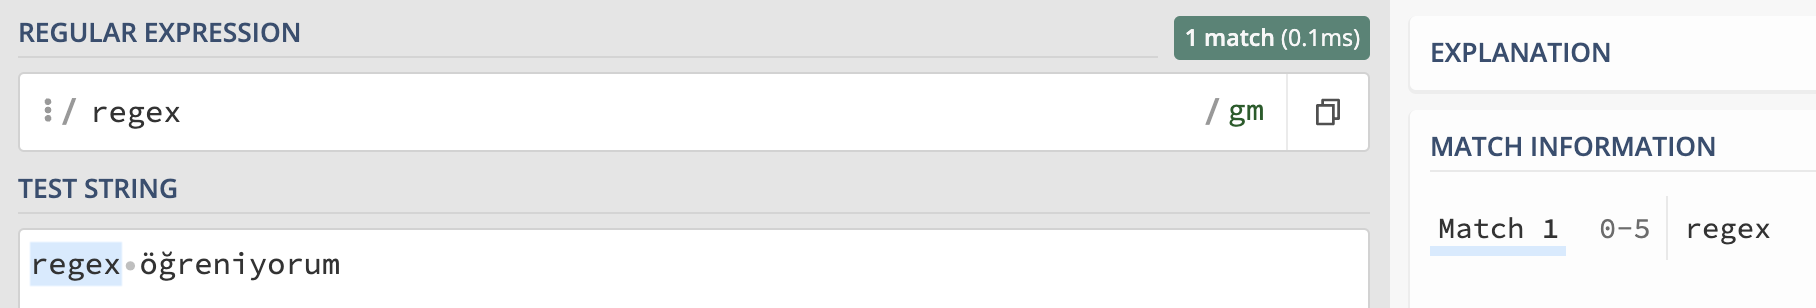 REGULAR EXPRESSION
1 match (0.1ms)
/ regex / gm
TEST STRING
regex·öğreniyorum
EXPLANATION
MATCH INFORMATION
Match 1 0-5 regex